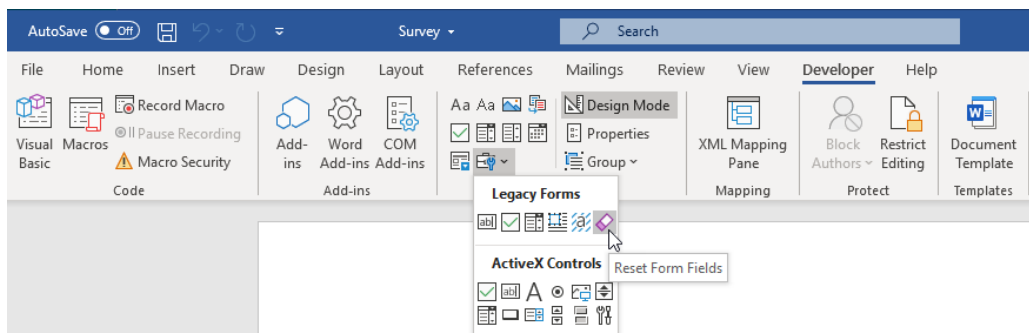 AutoSave Off Survey Search
File Home Insert Draw Design Layout References Mailings Review View Developer Help
Visual Basic
Macros
Record Macro
Pause Recording
Macro Security
Code
Add-ins
Word Add-ins
COM Add-ins
Add-ins
Aa Aa
Design Mode
Properties
Group
XML Mapping Pane
Mapping
Block Authors
Restrict Editing
Protect
Document Template
Templates
Legacy Forms
ab a
Reset Form Fields
ActiveX Controls
ab A